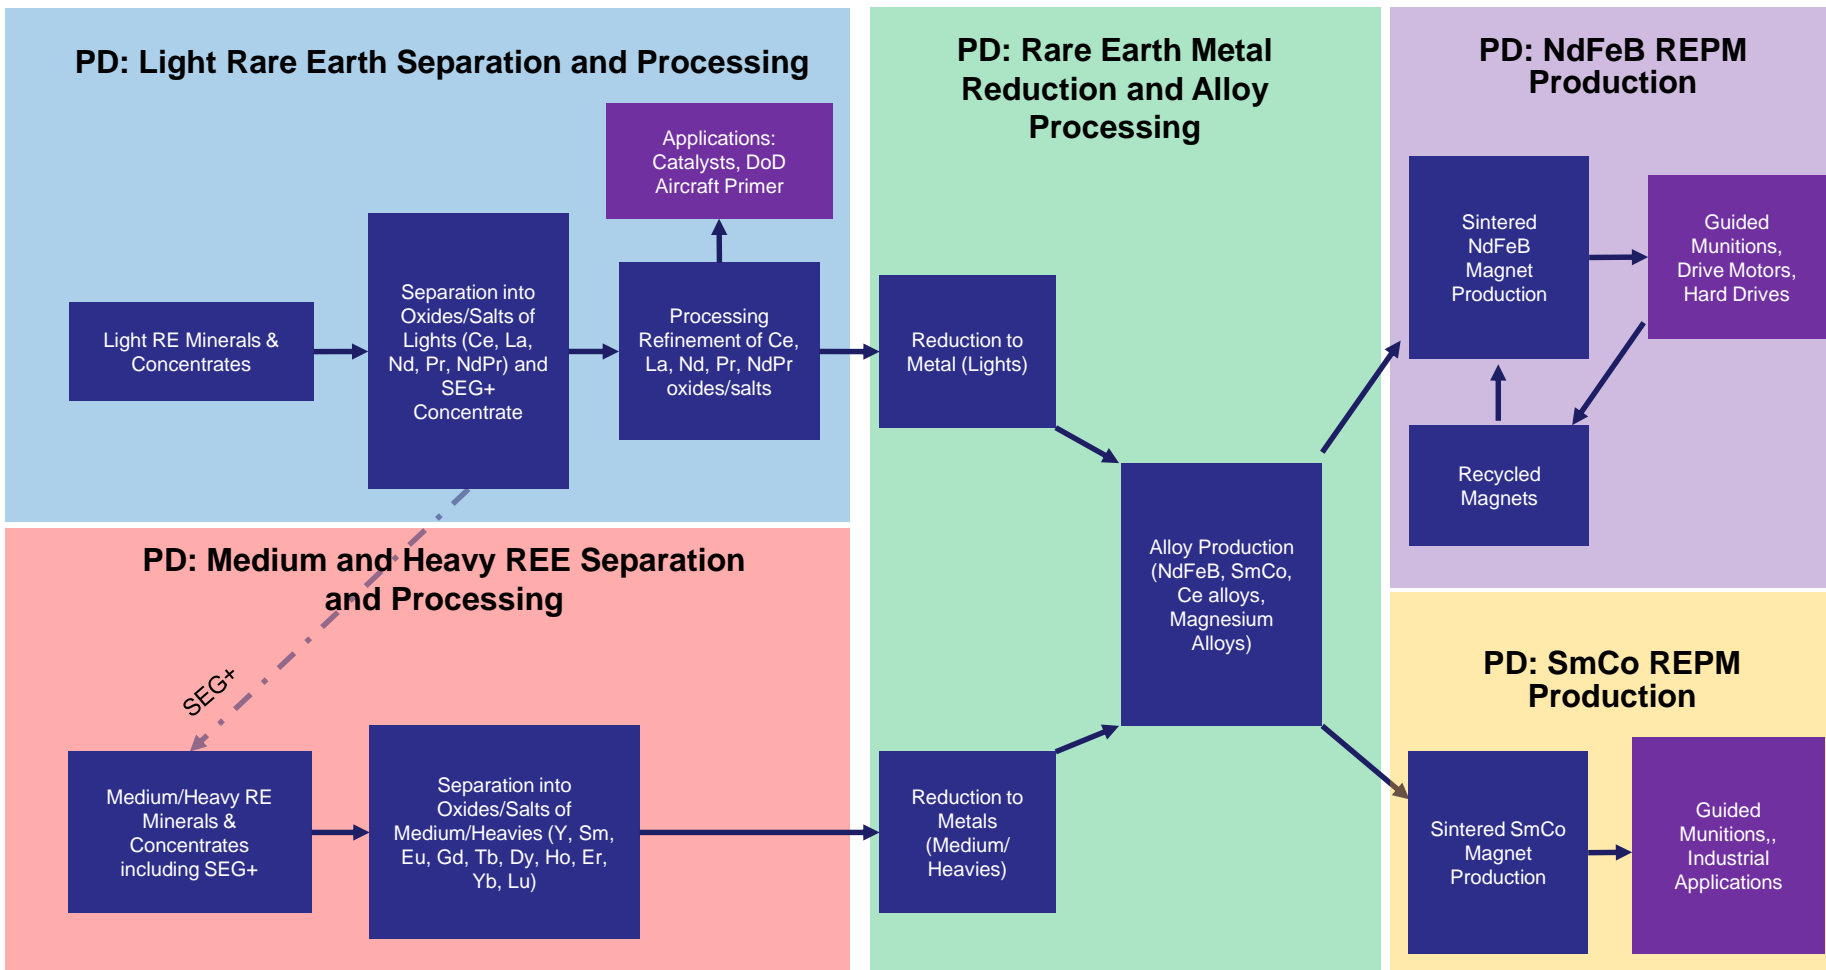 PD: Light Rare Earth Separation and Processing
Applications:
Catalysts, DoD
Aircraft Primer
Light RE Minerals &
Concentrates
Separation into
Oxides/Salts of
Lights (Ce, La,
Nd, Pr, NdPr) and
SEG+
Concentrate
Processing
Refinement of Ce,
La, Nd, Pr, NdPr
oxides/salts
PD: Medium and Heavy REE Separation
and Processing
SEG+
Medium/Heavy RE
Minerals &
Concentrates
including SEG+
Separation into
Oxides/Salts of
Medium/Heavies (Y, Sm,
Eu, Gd, Tb, Dy, Ho, Er,
Yb, Lu)
PD: Rare Earth Metal
Reduction and Alloy
Processing
Reduction to
Metal (Lights)
Alloy Production
(NdFeB, SmCo,
Ce alloys,
Magnesium
Alloys)
Reduction to
Metals
(Medium/
Heavies)
PD: NdFeB REPM
Production
Sintered
NdFeB
Magnet
Production
Guided
Munitions,
Drive Motors,
Hard Drives
Recycled
Magnets
PD: SmCo REPM
Production
Sintered SmCo
Magnet
Production
Guided
Munitions,,
Industrial
Applications